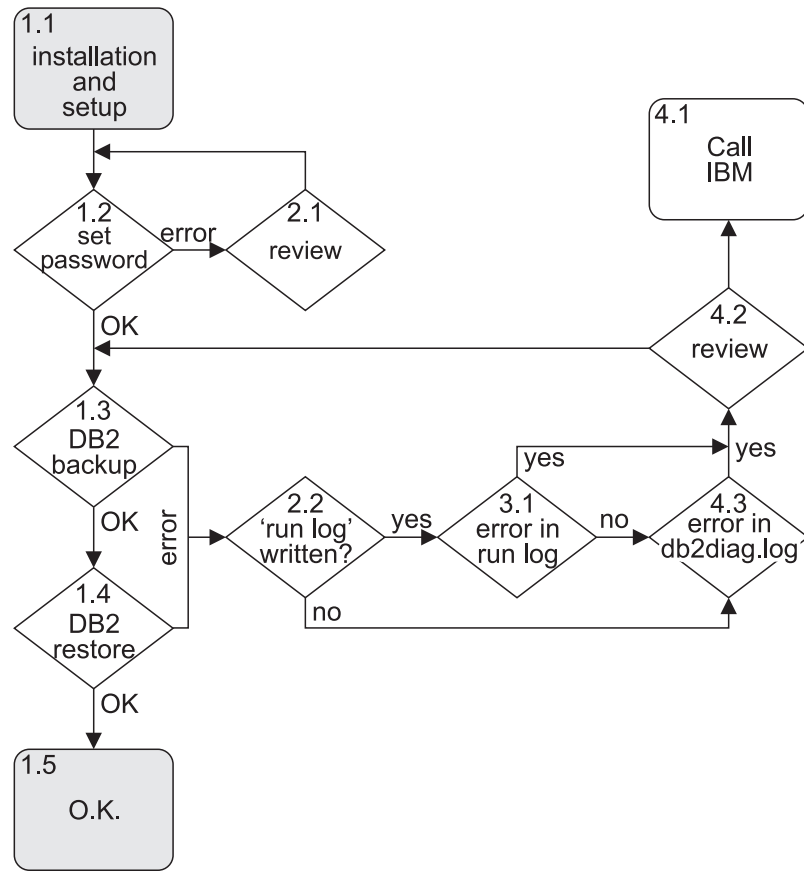 1.1
installation
and
setup
4.1
Call
IBM
1.2
set
password
error
2.1
review
OK
4.2
review
1.3
DB2
backup
yes
yes
OK
error
2.2
'run log'
written?
yes
3.1
error in
run log
no
4.3
error in
db2diag.log
no
1.4
DB2
restore
OK
1.5
O.K.